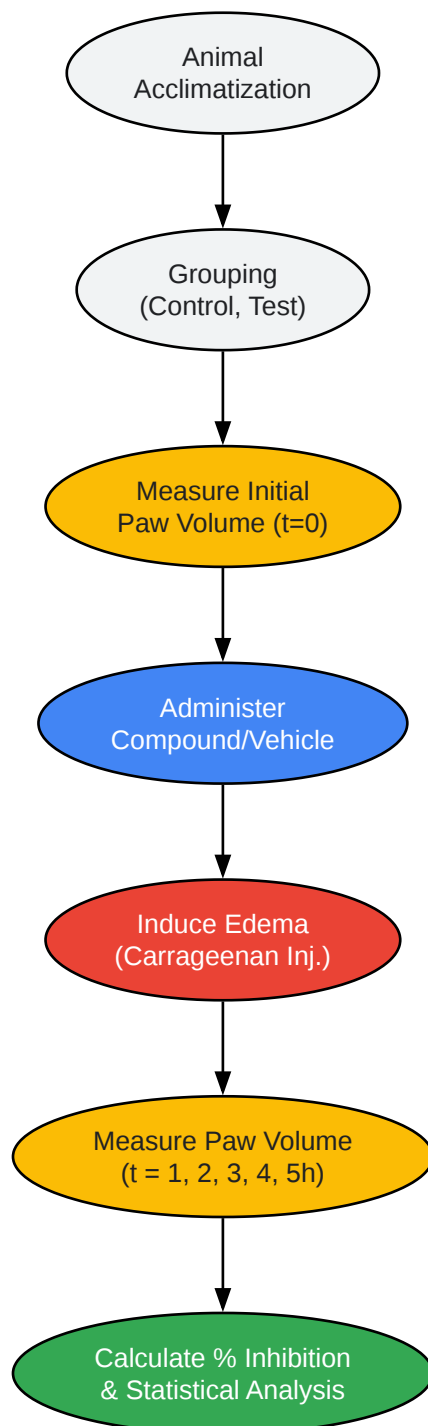 Animal
Acclimatization
Grouping
(Control, Test)
Measure Initial
Paw Volume (t=0)
Administer
Compound/Vehicle
Induce Edema
(Carrageenan Inj.)
Measure Paw Volume
(t = 1, 2, 3, 4, 5h)
Calculate % Inhibition
& Statistical Analysis